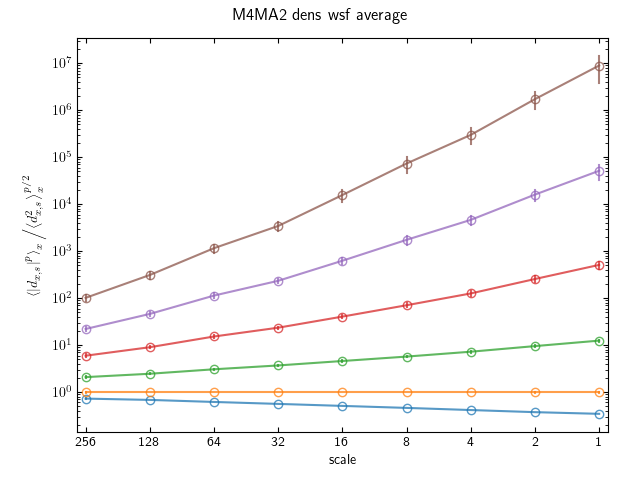 M4MA2 dens wsf average
⟨|d_{x,s}|^p⟩_x / ⟨d_{x,s}^2⟩_x^{p/2}
10^7
10^6
10^5
10^4
10^3
10^2
10^1
10^0
256 128 64 32 16 8 4 2 1
scale